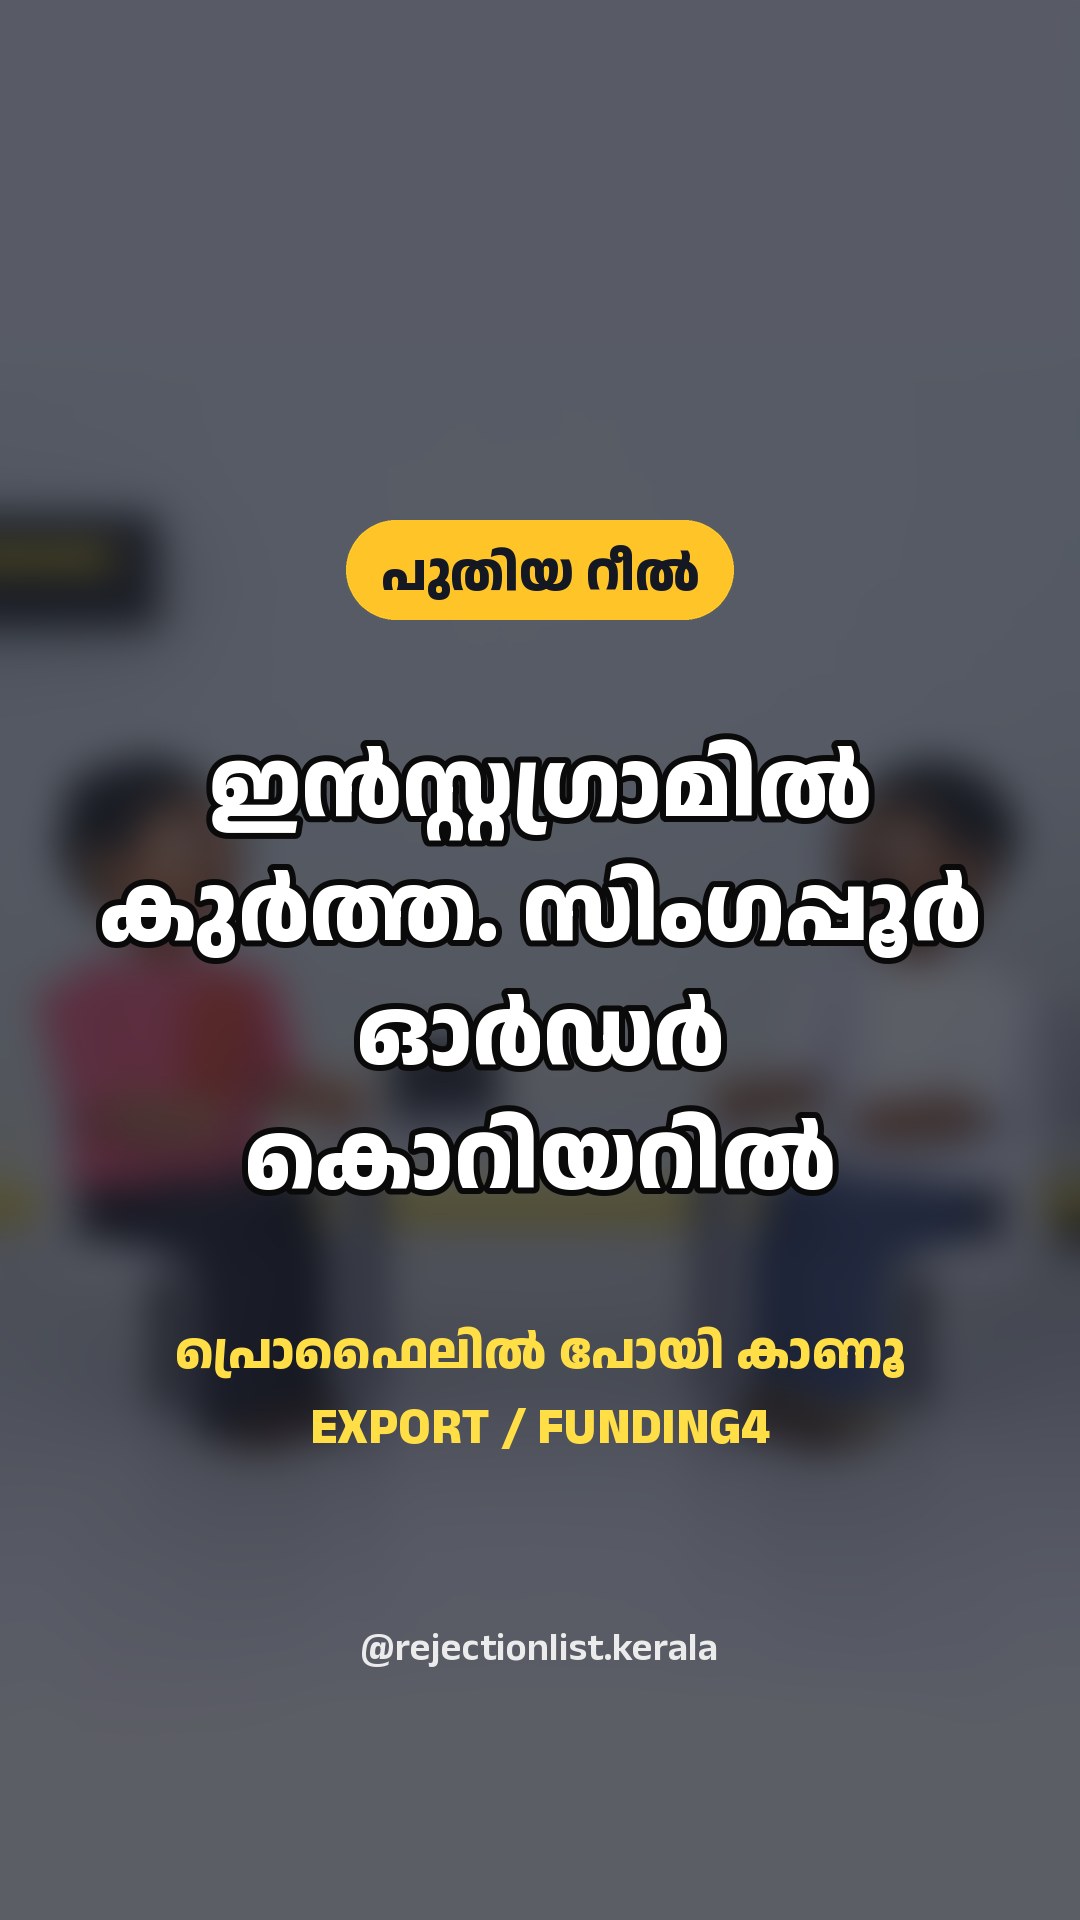 പുതിയ റീൽ
ഇൻസ്റ്റഗ്രാമിൽ
കുർത്ത. സിംഗപ്പൂർ
ഓർഡർ
കൊറിയറിൽ
പ്രൊഫൈലിൽ പോയി കാണൂ
EXPORT / FUNDING4
@rejectionlist.kerala